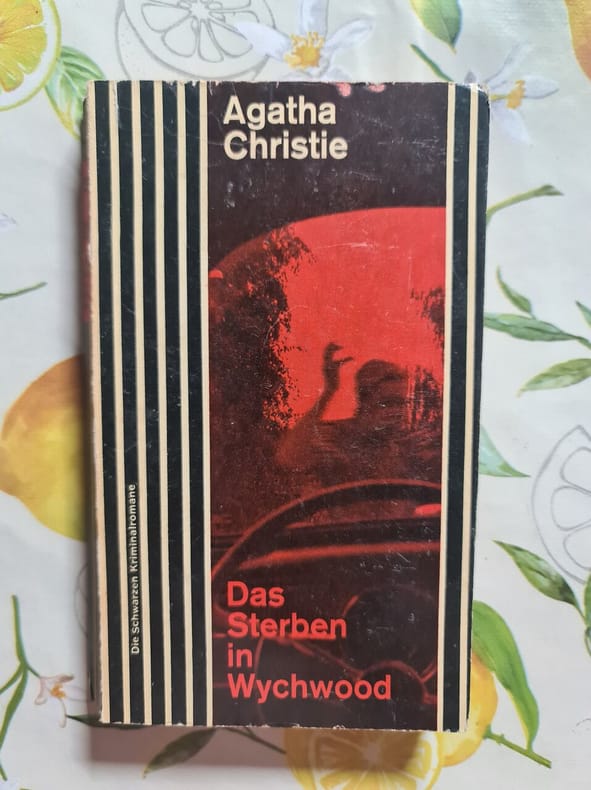 Agatha
Christie
Die Schwarzen Kriminalromane
Das
Sterben
in
Wychwood